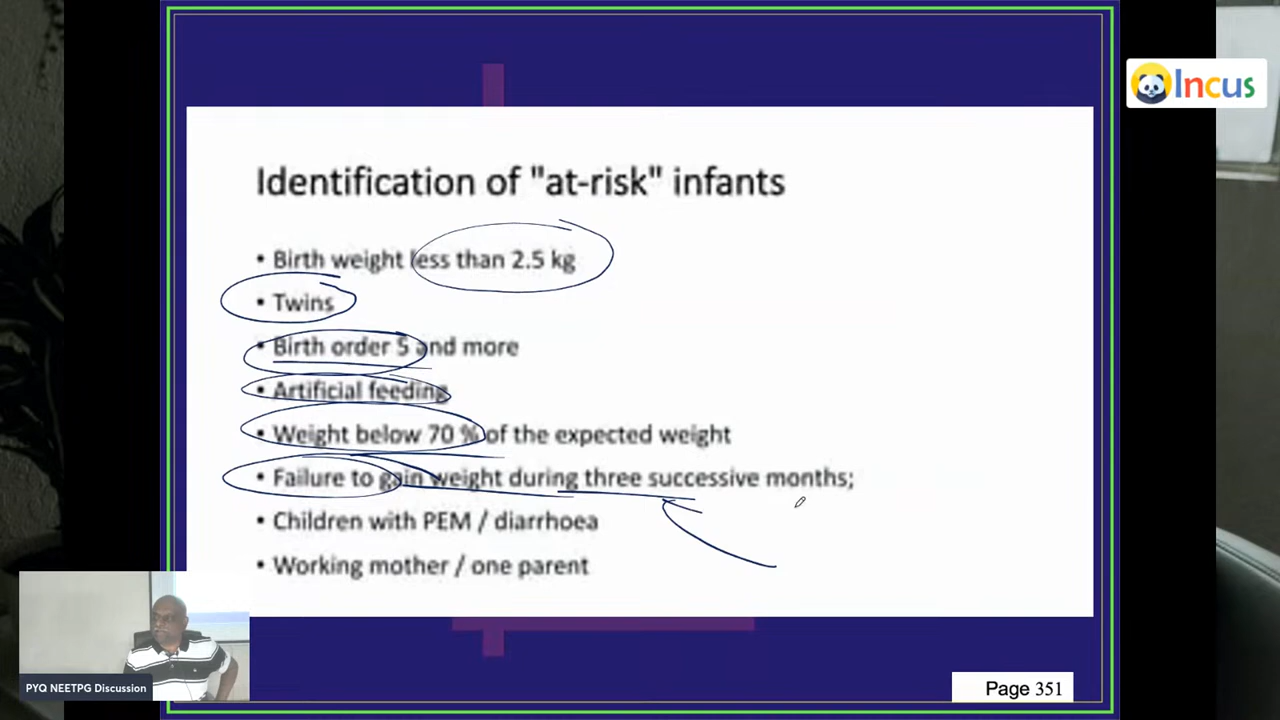 Incus
Identification of "at-risk" infants
• Birth weight less than 2.5 kg
• Twins
• Birth order 5 and more
• Artificial feeding
• Weight below 70 % of the expected weight
• Failure to gain weight during three successive months;
• Children with PEM / diarrhoea
• Working mother / one parent
PYQ NEETPG Discussion
Page 351